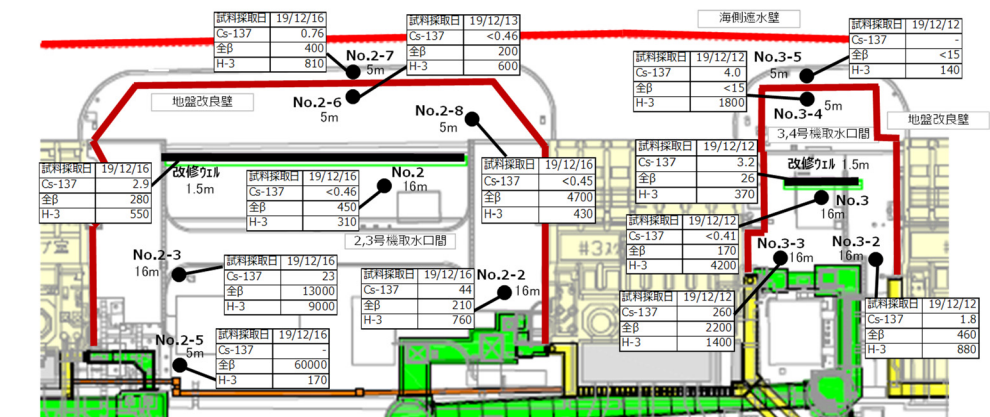 海側遮水壁
試料採取日 19/12/16
Cs-137 0.76
全β 400
H-3 810
No.2-7
5m
試料採取日 19/12/13
Cs-137 <0.46
全β 200
H-3 600
No.2-6
5m
地盤改良壁
No.2-8
5m
試料採取日 19/12/12
Cs-137 4.0
全β <15
H-3 1800
No.3-5
5m
試料採取日 19/12/12
Cs-137 -
全β <15
H-3 140
No.3-4
5m
地盤改良壁
3,4号機取水口間
試料採取日 19/12/16
Cs-137 2.9
全β 280
H-3 550
改修ｳｪﾙ
1.5m
試料採取日 19/12/16
Cs-137 <0.46
全β 450
H-3 310
No.2
16m
試料採取日 19/12/16
Cs-137 <0.45
全β 4700
H-3 430
試料採取日 19/12/12
Cs-137 3.2
全β 26
H-3 370
改修ｳｪﾙ 1.5m
No.3
16m
試料採取日 19/12/12
Cs-137 <0.41
全β 170
H-3 4200
2,3号機取水口間
No.2-3
16m
試料採取日 19/12/16
Cs-137 23
全β 13000
H-3 9000
試料採取日 19/12/16
Cs-137 44
全β 210
H-3 760
No.2-2
16m
No.3-3
16m
No.3-2
16m
試料採取日 19/12/12
Cs-137 260
全β 2200
H-3 1400
試料採取日 19/12/12
Cs-137 1.8
全β 460
H-3 880
No.2-5
5m
試料採取日 19/12/16
Cs-137 -
全β 60000
H-3 170